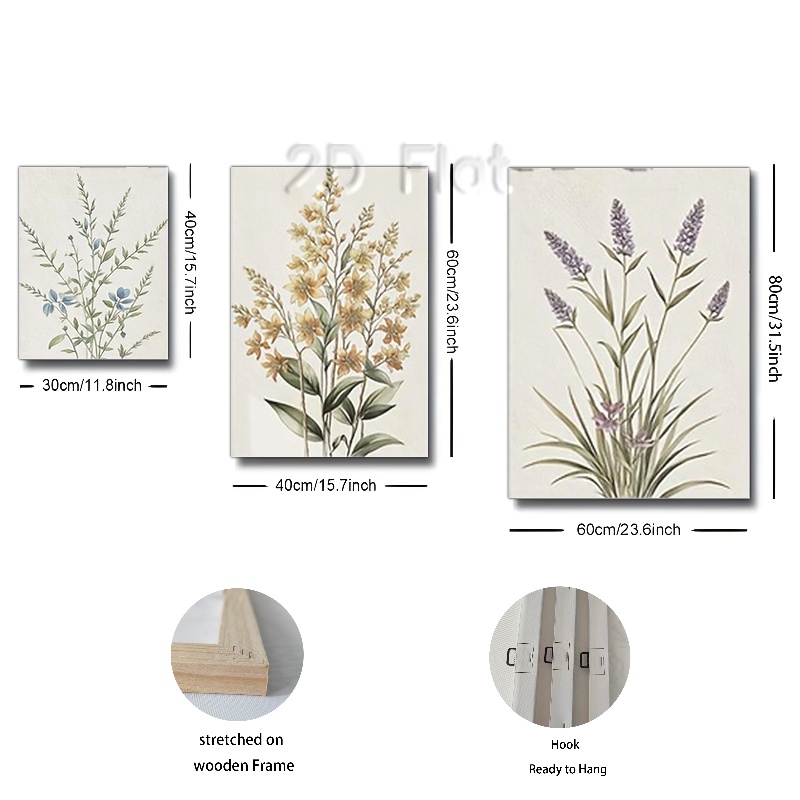 2D Flat
40cm/15.7inch
30cm/11.8inch
60cm/23.6inch
40cm/15.7inch
80cm/31.5inch
60cm/23.6inch
stretched on
wooden Frame
Hook
Ready to Hang